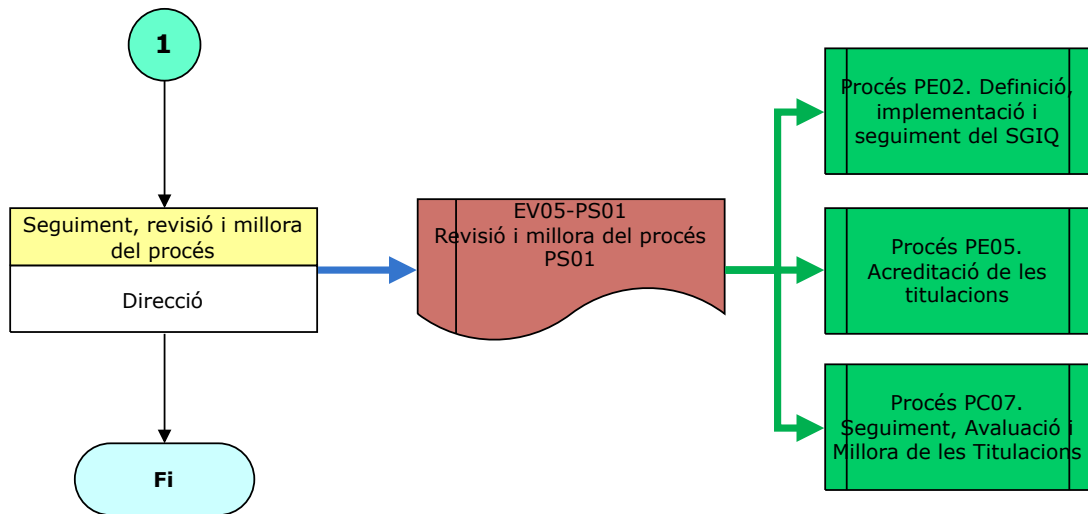 1
Seguiment, revisió i millora
del procés
Direcció
Fi
EV05-PS01
Revisió i millora del procés
PS01
Procés PE02. Definició,
implementació i
seguiment del SGIQ
Procés PE05.
Acreditació de les
titulacions
Procés PC07.
Seguiment, Avaluació i
Millora de les Titulacions